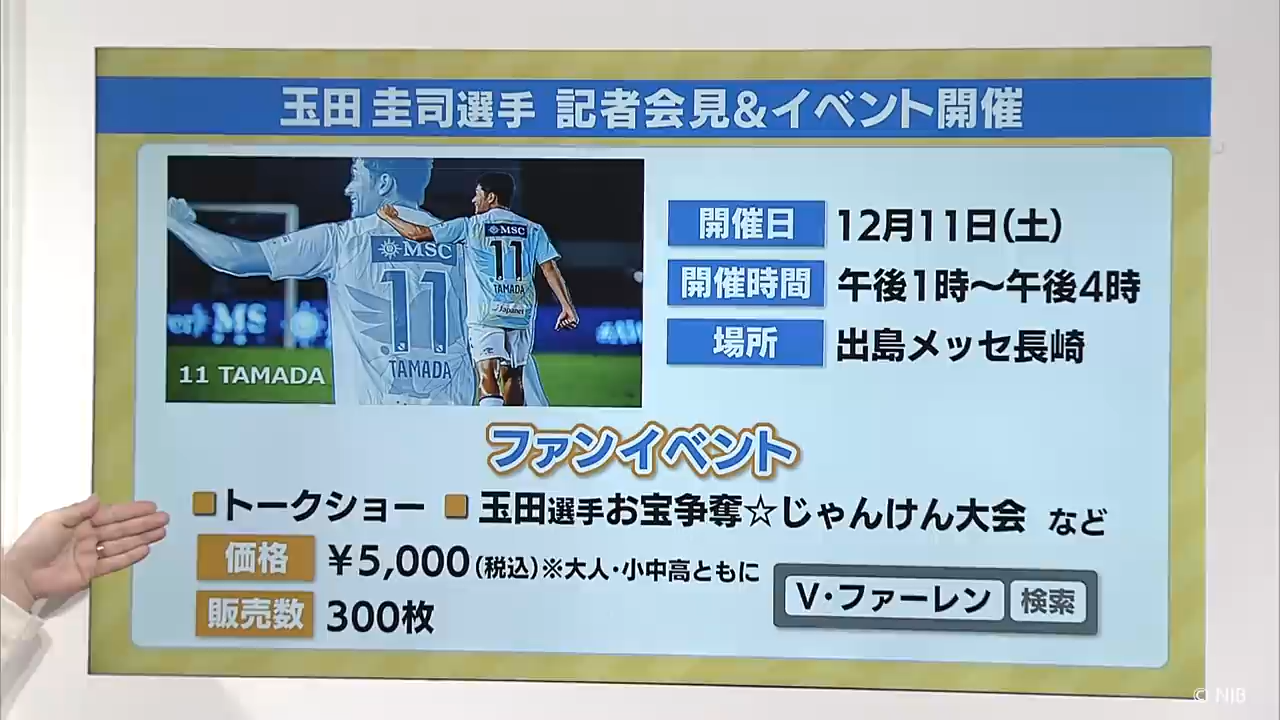 玉田 圭司選手 記者会見&イベント開催
MSC
11
TAMADA
MSC
11
TAMADA
Japanet
MS
11 TAMADA
開催日 12月11日(土)
開催時間 午後1時～午後4時
場所 出島メッセ長崎
ファンイベント
■トークショー ■玉田選手お宝争奪☆じゃんけん大会 など
価格 ¥5,000(税込)※大人・小中高ともに
販売数 300枚
V・ファーレン 検索
© NIB